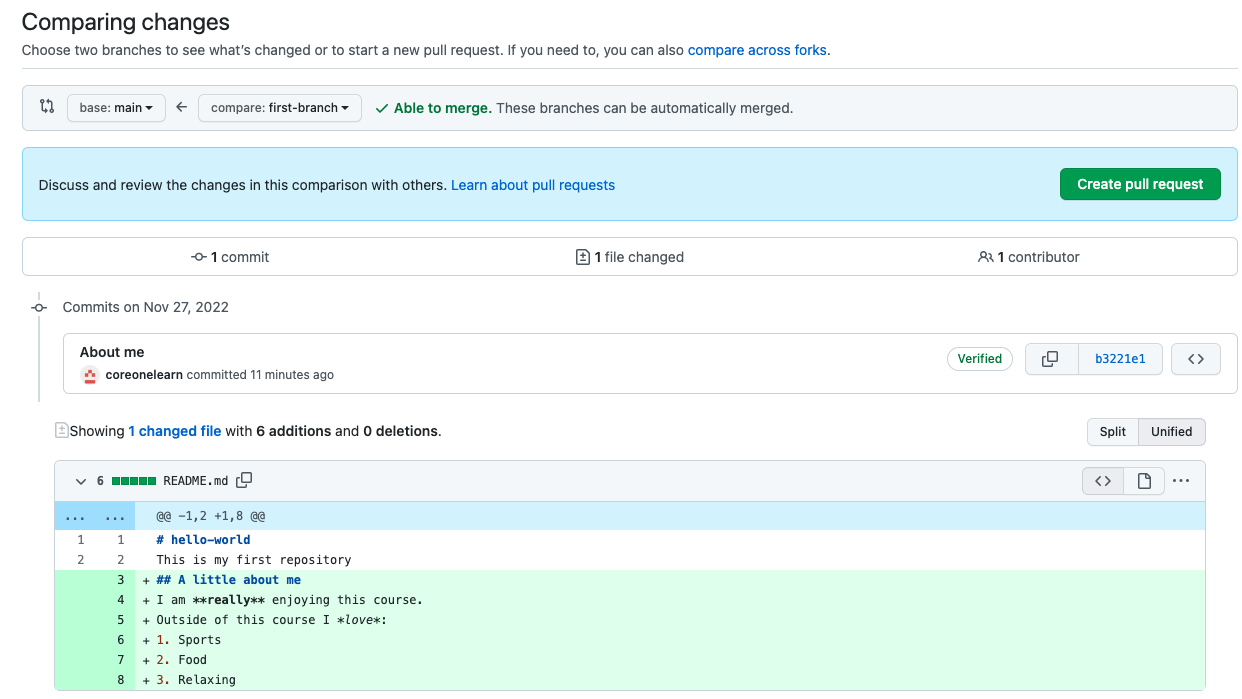 Comparing changes
Choose two branches to see what's changed or to start a new pull request. If you need to, you can also compare across forks.
base: main compare: first-branch Able to merge. These branches can be automatically merged.
Discuss and review the changes in this comparison with others. Learn about pull requests Create pull request
1 commit 1 file changed 1 contributor
Commits on Nov 27, 2022
About me
coreonelearn committed 11 minutes ago Verified b3221e1
Showing 1 changed file with 6 additions and 0 deletions. Split Unified
6 README.md
... ... @@ -1,2 +1,8 @@
1 1 # hello-world
2 2 This is my first repository
3 + ## A little about me
4 + I am **really** enjoying this course.
5 + Outside of this course I *love*:
6 + 1. Sports
7 + 2. Food
8 + 3. Relaxing